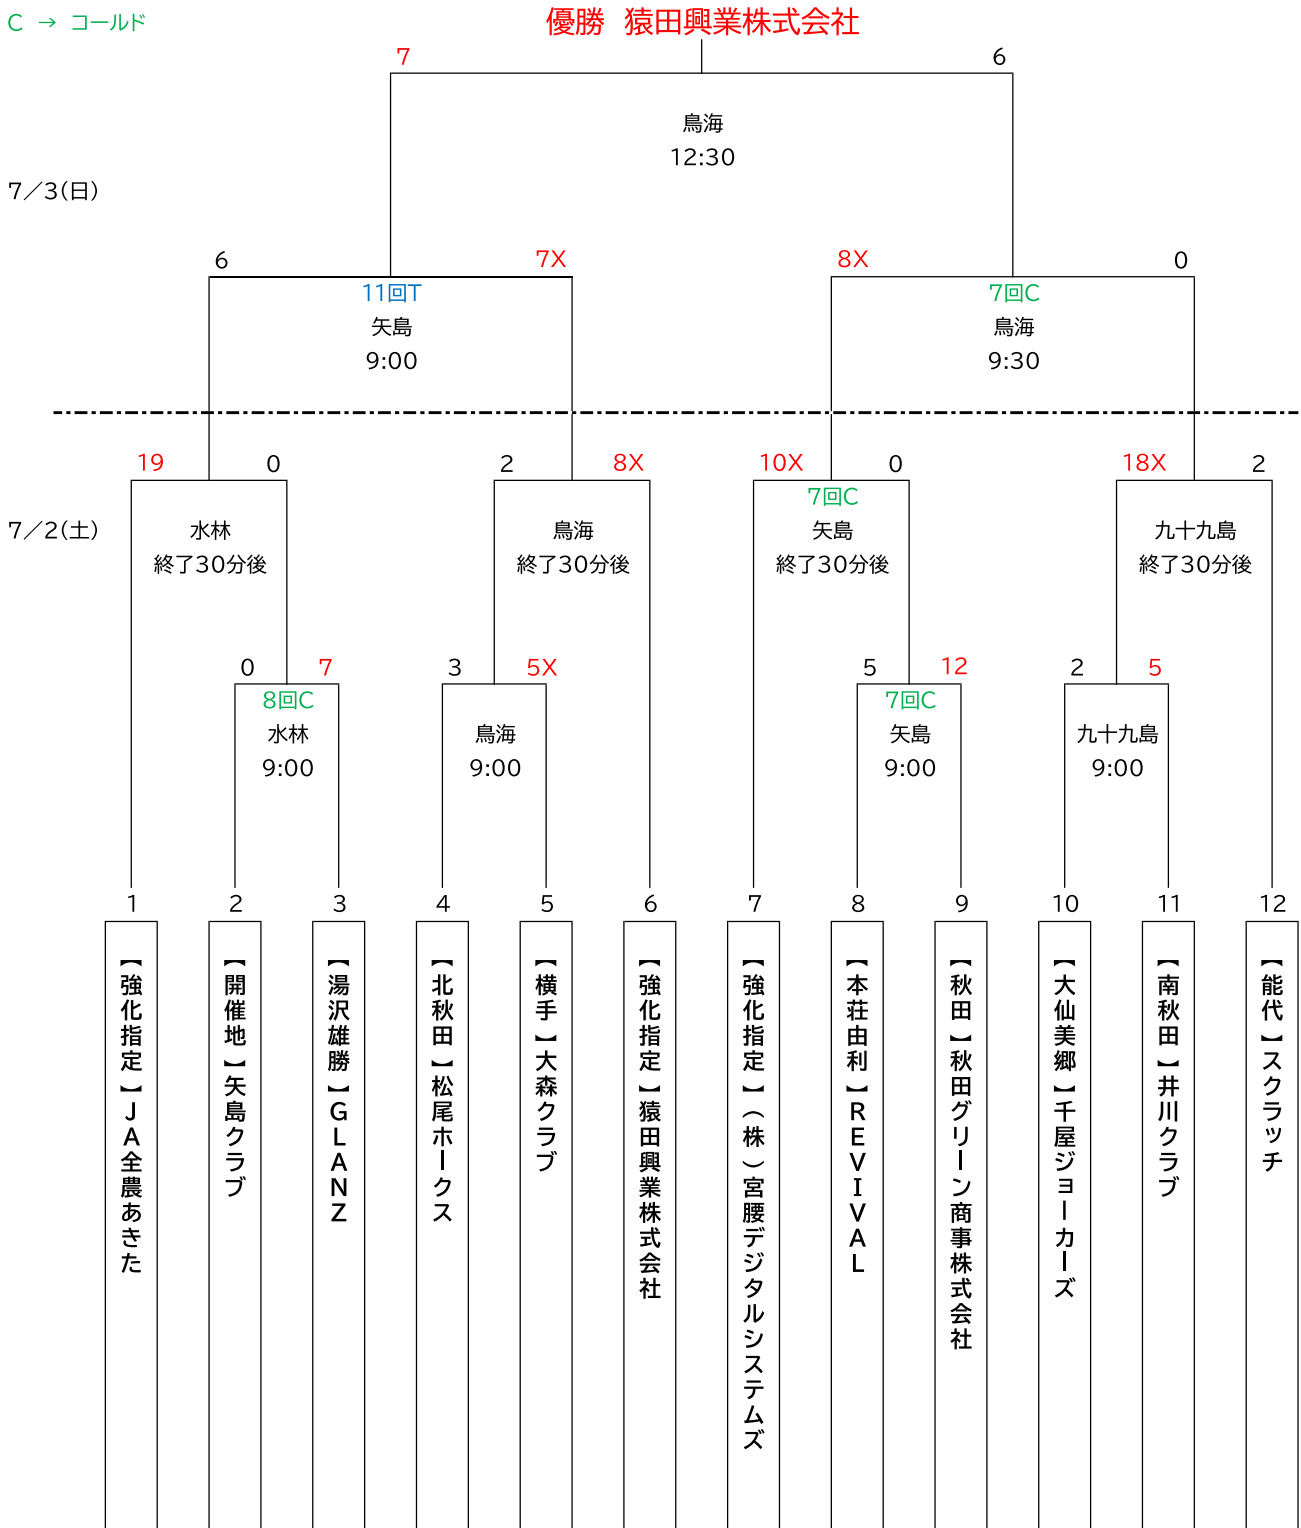 C → コールド
優勝 猿田興業株式会社
7 6
鳥海
12:30
7／3(日)
6 7X 8X 0
11回T 7回C
矢島 鳥海
9:00 9:30
19 0 2 8X 10X 0 18X 2
7回C
7／2(土) 水林 鳥海 矢島 九十九島
終了30分後 終了30分後 終了30分後 終了30分後
0 7 3 5X 5 12 2 5
8回C 7回C
水林 鳥海 矢島 九十九島
9:00 9:00 9:00 9:00
1 2 3 4 5 6 7 8 9 10 11 12
【強化指定】JA全農あきた
【開催地】矢島クラブ
【湯沢雄勝】GLANZ
【北秋田】松尾ホークス
【横手】大森クラブ
【強化指定】猿田興業株式会社
【強化指定】(株)宮腰デジタルシステムズ
【本荘由利】REVIVAL
【秋田】秋田グリーン商事株式会社
【大仙美郷】千屋ジョーカーズ
【南秋田】井川クラブ
【能代】スクラッチ